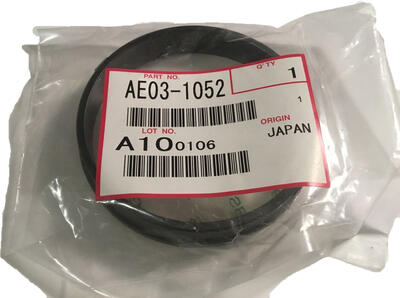 PART NO. Q'TY
AE03-1052 1
1
LOT NO. ORIGIN
A10 0106 JAPAN